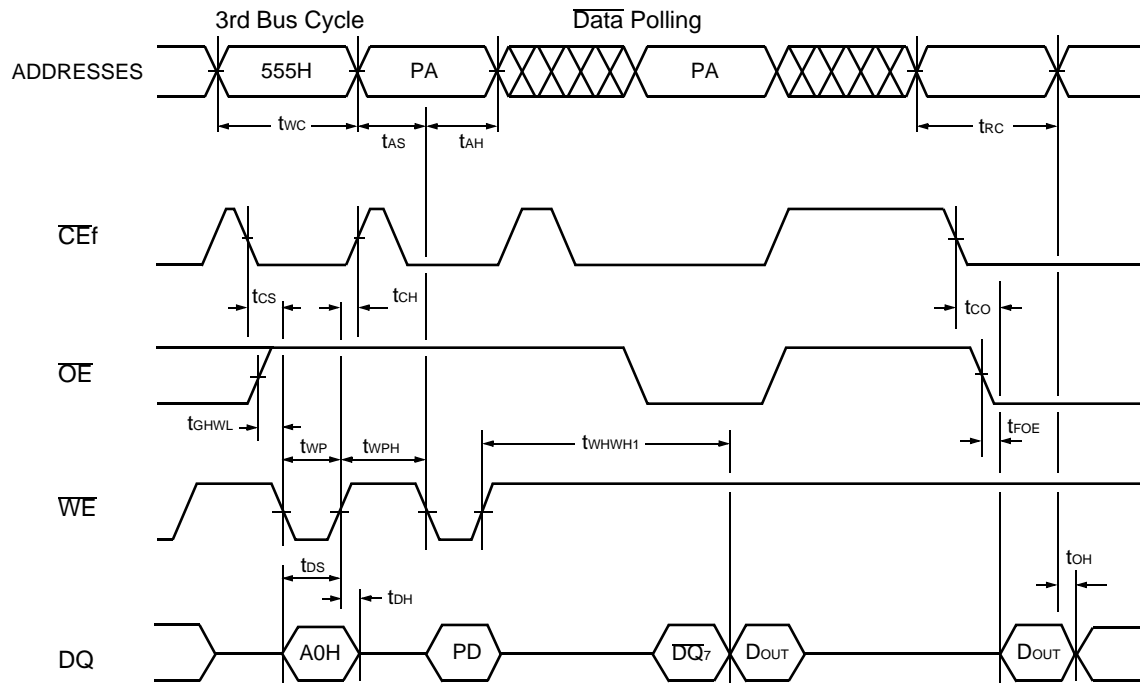 3rd Bus Cycle
Data Polling
ADDRESSES
555H
PA
PA
tWC
tAS
tAH
tRC
CEf
tCS
tCH
tCO
OE
tGHWL
tWP
tWPH
tWHWH1
tFOE
WE
tDS
tDH
tOH
DQ
A0H
PD
DQ7
DOUT
DOUT